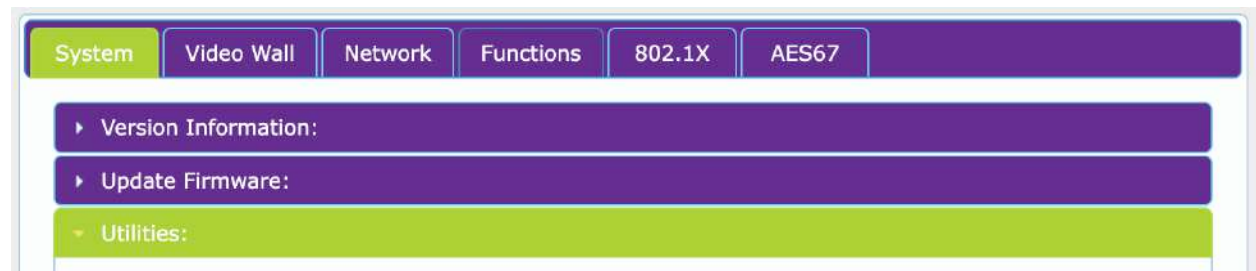 System Video Wall Network Functions 802.1X AES67
Version Information:
Update Firmware:
Utilities: